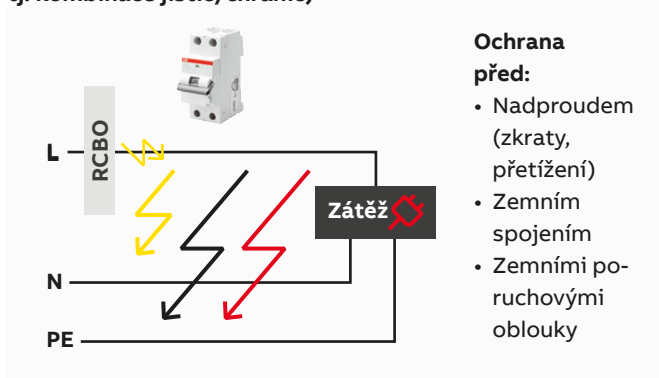 Ochrana
před:
• Nadproudem
(zkraty,
přetížení)
• Zemním
spojením
• Zemními po-
ruchovými
oblouky
RCBO
L
Zátěž
N
PE